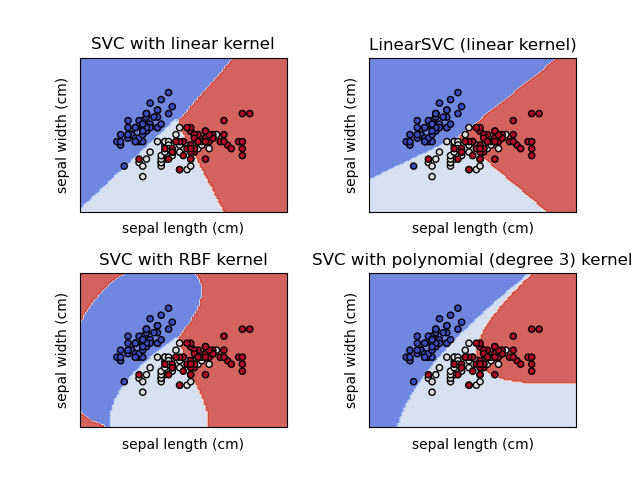 SVC with linear kernel
LinearSVC (linear kernel)
sepal width (cm)
sepal width (cm)
sepal length (cm)
sepal length (cm)
SVC with RBF kernel
SVC with polynomial (degree 3) kernel
sepal width (cm)
sepal width (cm)
sepal length (cm)
sepal length (cm)